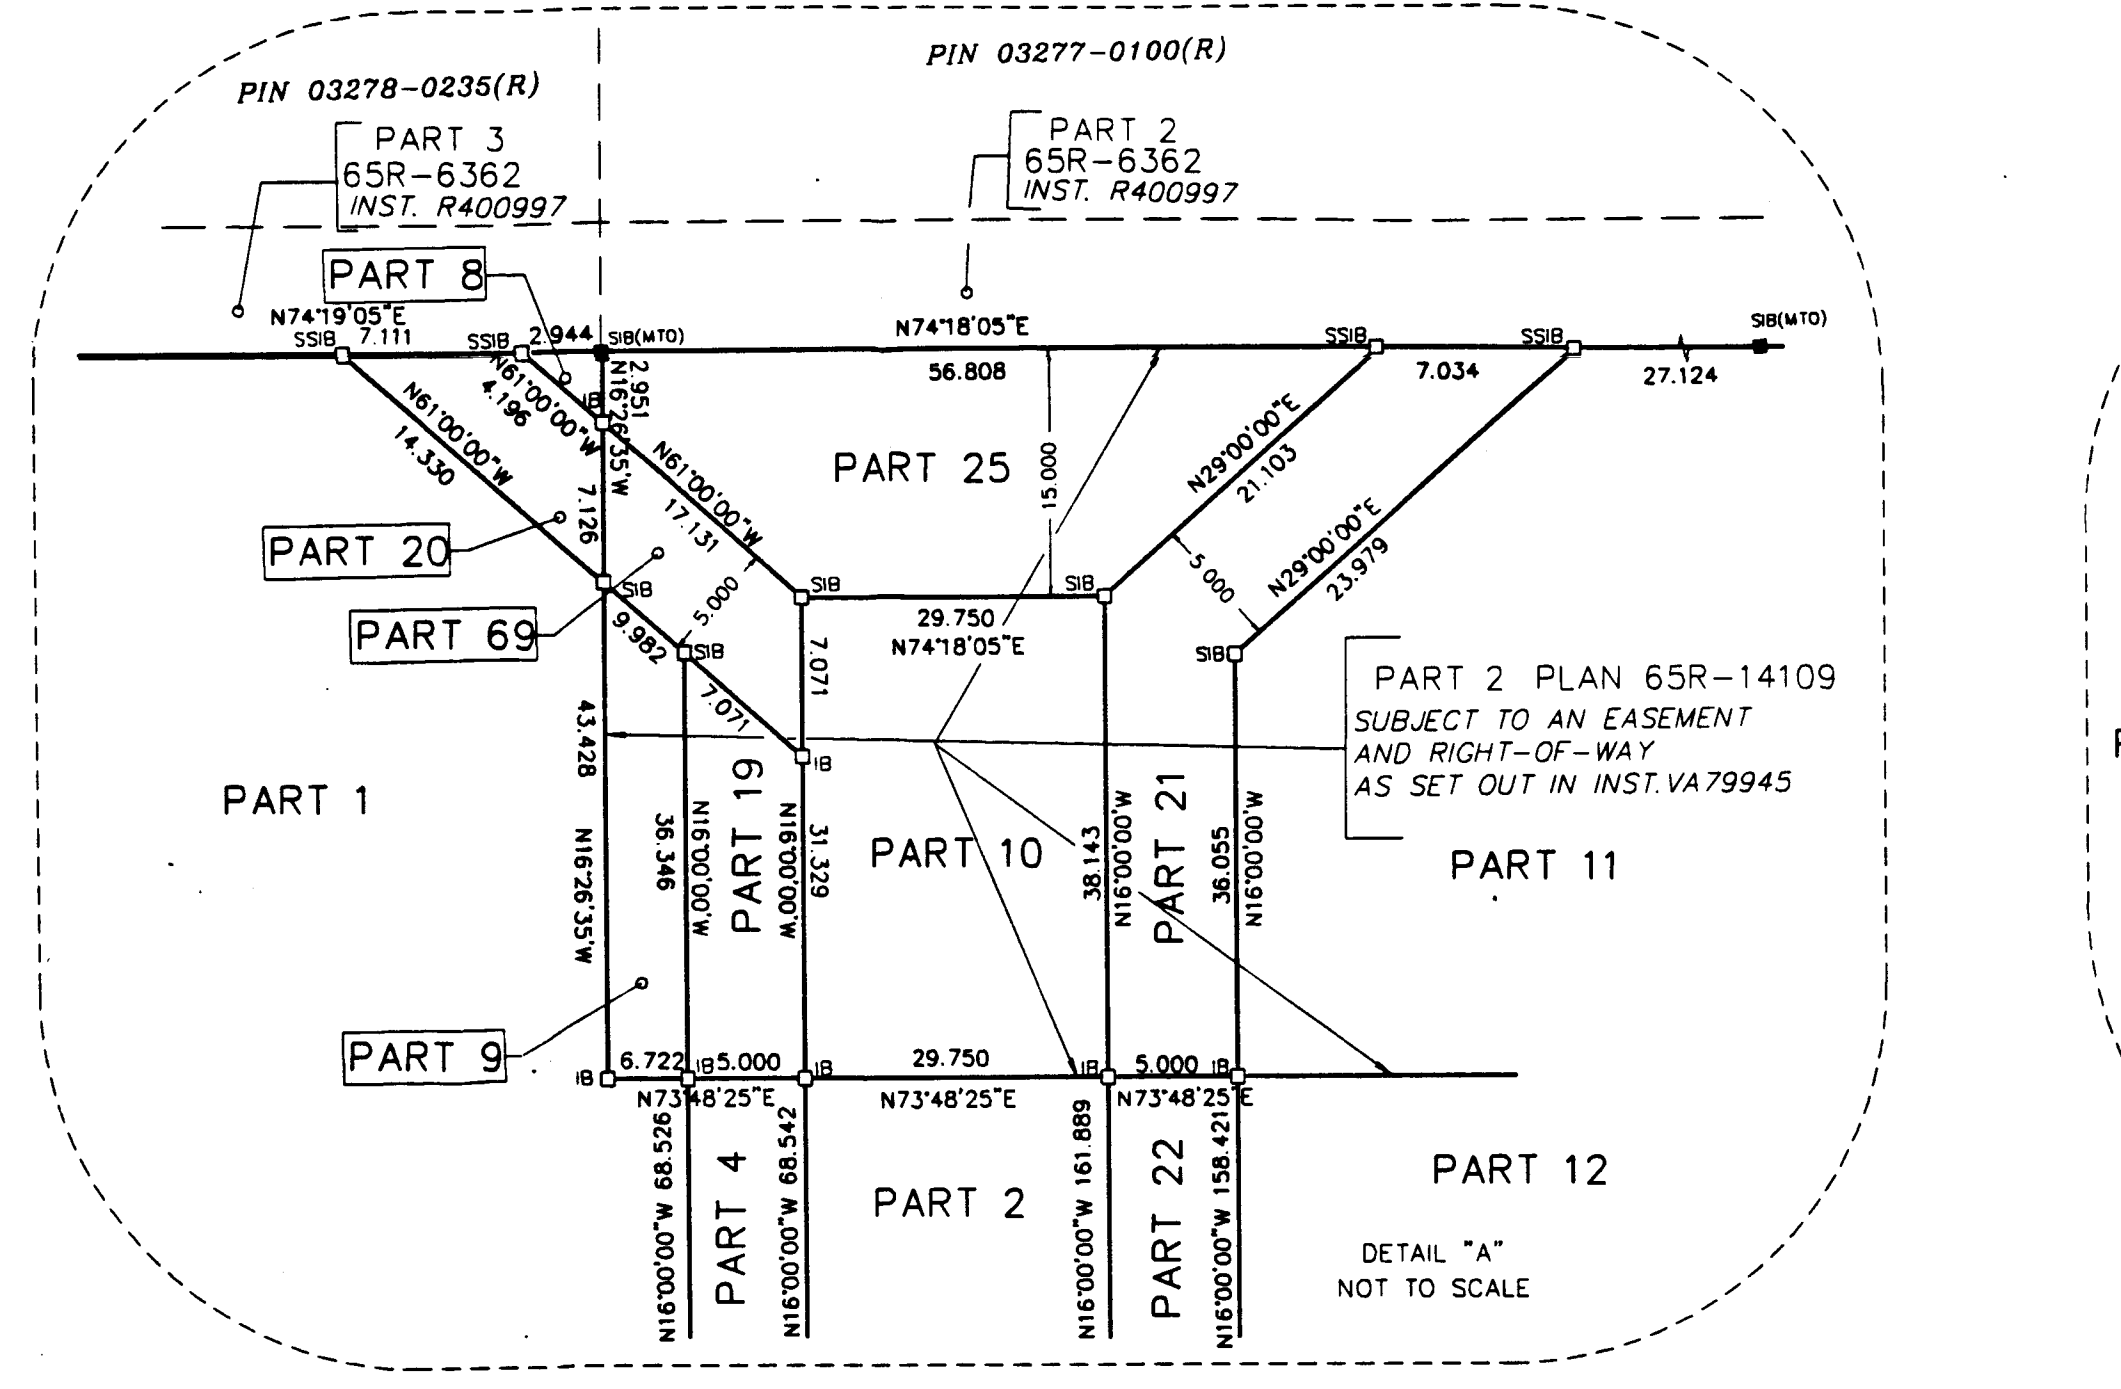 PIN 03277-0100(R)
PIN 03278-0235(R)
PART 3
65R-6362
INST. R400997
PART 2
65R-6362
INST. R400997
PART 8
N74°19'05"E
SSIB 7.111
SSIB 2.944 SIB(MTO)
N74°18'05"E
56.808
SSIB
7.034
SSIB
27.124
SIB(MTO)
N61°00'00"W
14.330
N61°00'00"W
4.196
IB
2.951
N16°26'35"W
7.126
N61°00'00"W
17.131
PART 25
15.000
N29°00'00"E
21.103
N29°00'00"E
23.979
5.000
PART 20
SIB
PART 69
5.000
SIB
SIB
29.750
N74°18'05"E
9.982
SIB
7.071
7.071
SIB
IB
PART 2 PLAN 65R-14109
SUBJECT TO AN EASEMENT
AND RIGHT-OF-WAY
AS SET OUT IN INST.VA79945
PART 1
43.428
N16°26'35"W
36.346
N16°00'00"W
PART 19
N16°00'00"W
31.329
PART 10
38.143
N16°00'00"W
PART 21
36.055
N16°00'00"W
PART 11
PART 9
IB
6.722
IB
5.000
IB
29.750
IB
5.000
IB
N73°48'25"E
N73°48'25"E
N73°48'25"E
N16°00'00"W 68.526
PART 4
N16°00'00"W 68.542
PART 2
N16°00'00"W 161.889
PART 22
N16°00'00"W 158.421
PART 12
DETAIL "A"
NOT TO SCALE